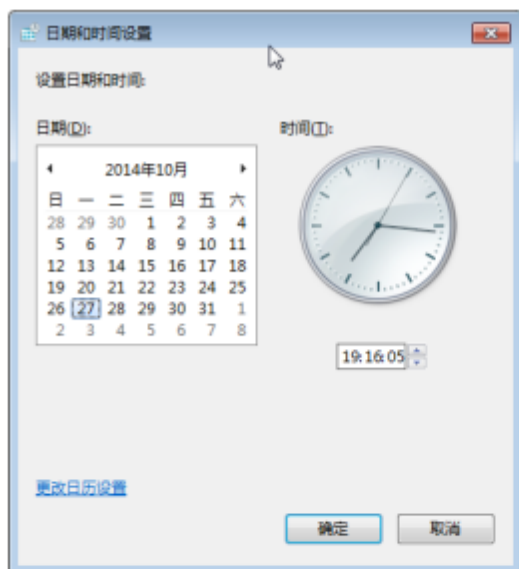 日期和时间设置
设置日期和时间:
日期(D):
时间(T):
2014年10月
日 一 二 三 四 五 六
28 29 30 1 2 3 4
5 6 7 8 9 10 11
12 13 14 15 16 17 18
19 20 21 22 23 24 25
26 27 28 29 30 31 1
2 3 4 5 6 7 8
19:16:05
更改日历设置
确定
取消